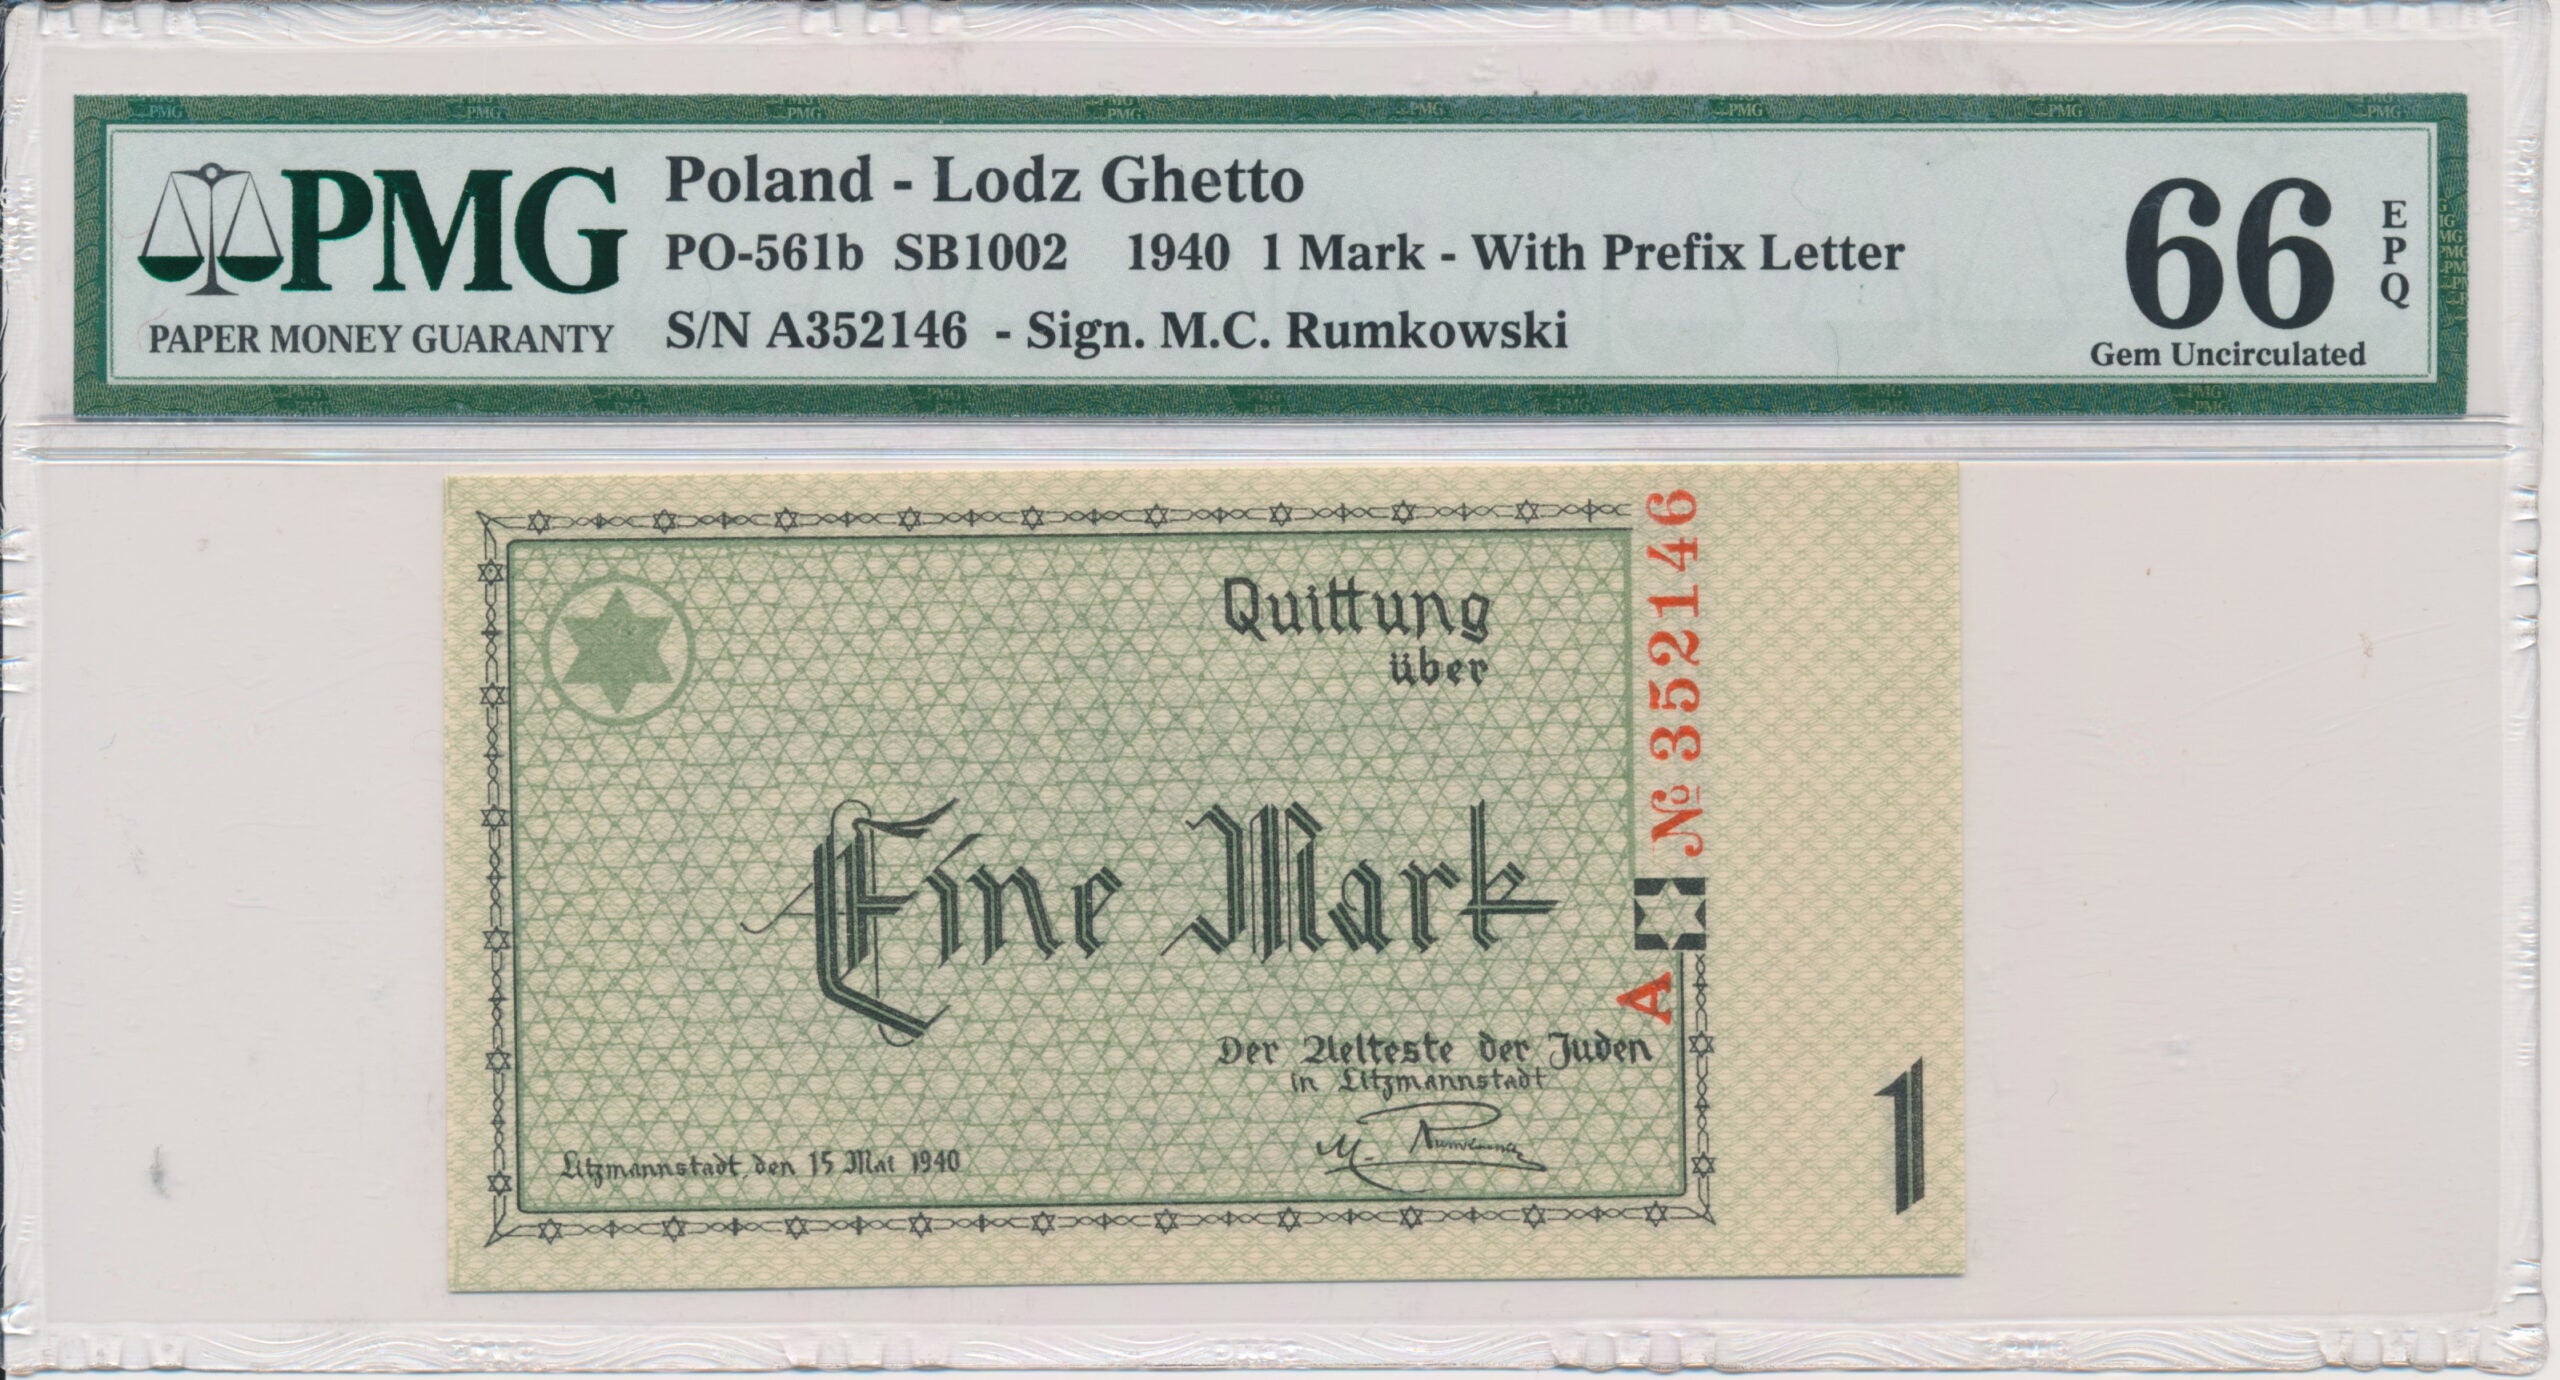 PMG
PAPER MONEY GUARANTY
Poland - Lodz Ghetto
PO-561b SB1002 1940 1 Mark - With Prefix Letter
S/N A352146 - Sign. M.C. Rumkowski
66
EPQ
Gem Uncirculated
Quittung
über
Eine Mark
Der Aelteste der Juden
in Litzmannstadt
M. Rumkowski
Litzmannstadt, den 15 Mai 1940
A № 352146
1